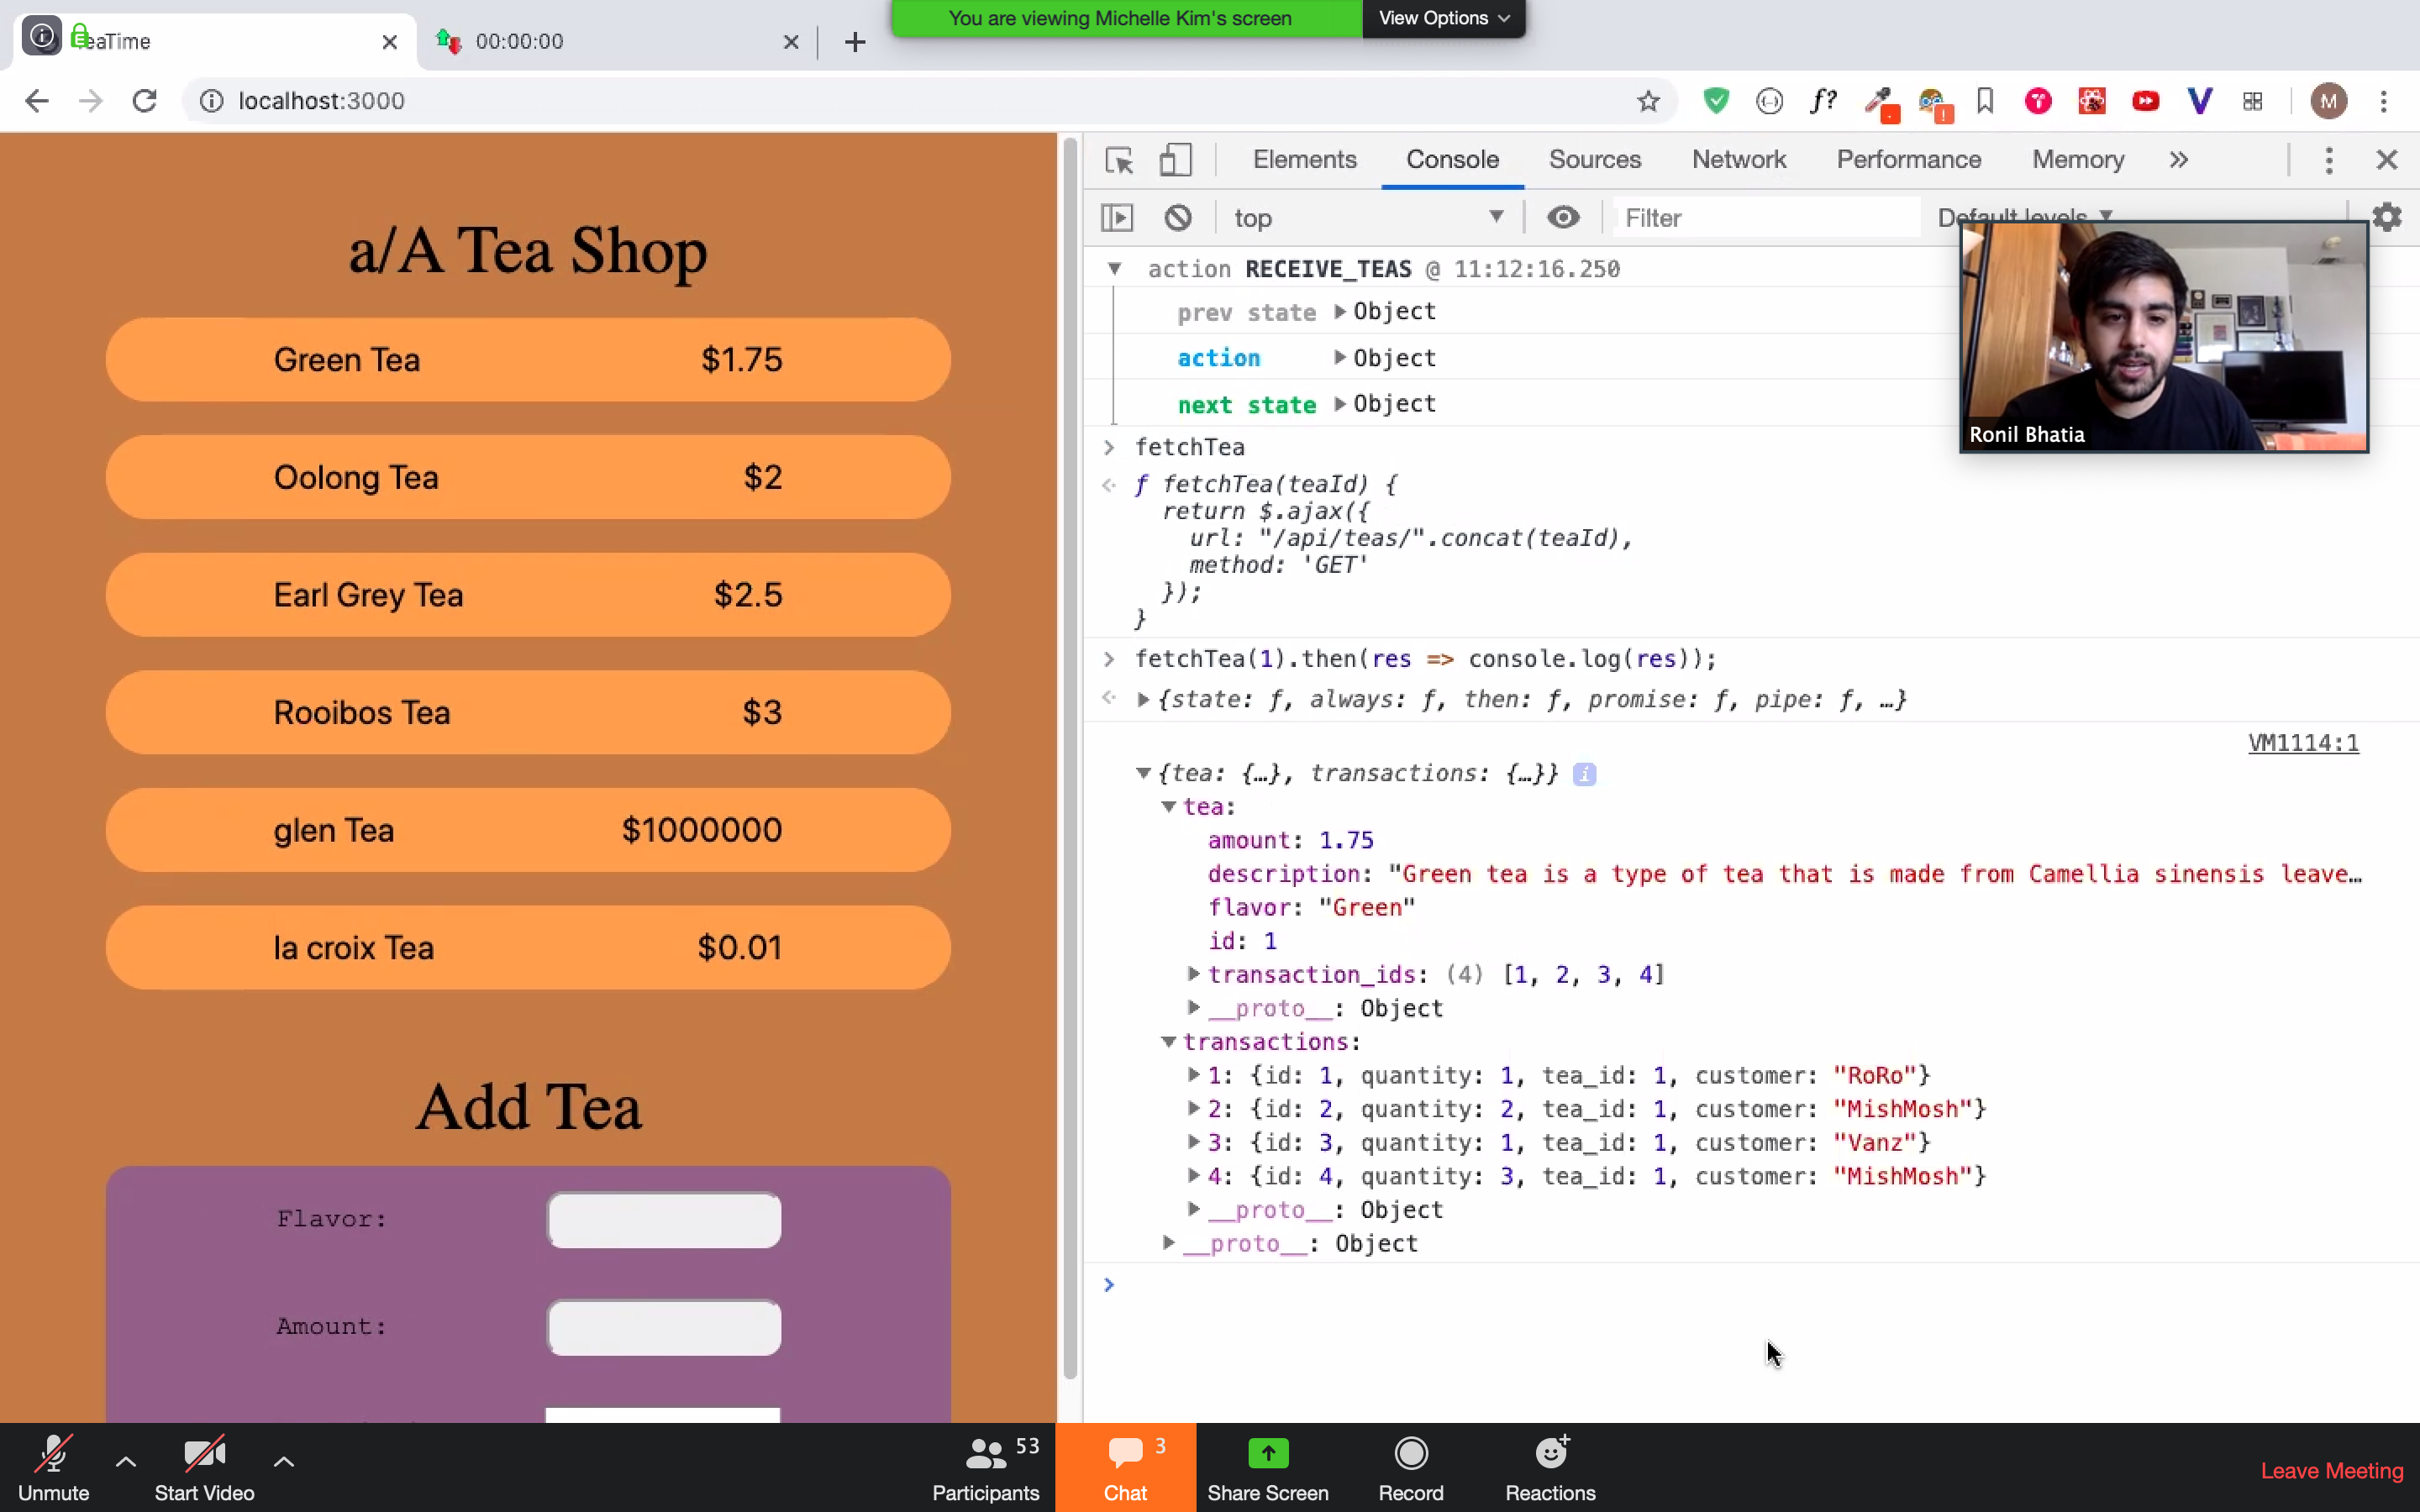 You are viewing Michelle Kim's screen
View Options
eaTime
00:00:00
localhost:3000
f?
M
Elements
Console
Sources
Network
Performance
Memory
top
Filter
Default levels
a/A Tea Shop
Green Tea $1.75
Oolong Tea $2
Earl Grey Tea $2.5
Rooibos Tea $3
glen Tea $1000000
la croix Tea $0.01
Add Tea
Flavor:
Amount:
action RECEIVE_TEAS @ 11:12:16.250
prev state ▶Object
action ▶Object
next state ▶Object
Ronil Bhatia
> fetchTea
f fetchTea(teaId) {
return $.ajax({
url: "/api/teas/".concat(teaId),
method: 'GET'
});
}
> fetchTea(1).then(res => console.log(res));
▶{state: f, always: f, then: f, promise: f, pipe: f, …}
VM1114:1
▼{tea: {…}, transactions: {…}} i
▼tea:
amount: 1.75
description: "Green tea is a type of tea that is made from Camellia sinensis leave…
flavor: "Green"
id: 1
▶transaction_ids: (4) [1, 2, 3, 4]
▶__proto__: Object
▼transactions:
▶1: {id: 1, quantity: 1, tea_id: 1, customer: "RoRo"}
▶2: {id: 2, quantity: 2, tea_id: 1, customer: "MishMosh"}
▶3: {id: 3, quantity: 1, tea_id: 1, customer: "Vanz"}
▶4: {id: 4, quantity: 3, tea_id: 1, customer: "MishMosh"}
▶__proto__: Object
▶__proto__: Object
>
Unmute
Start Video
53
Participants
3
Chat
Share Screen
Record
Reactions
Leave Meeting